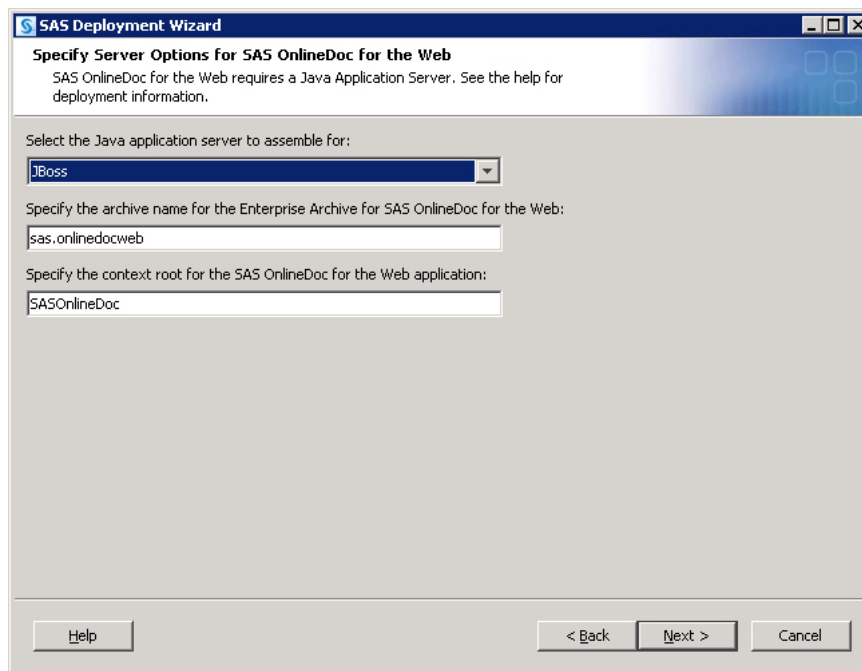 SAS Deployment Wizard
Specify Server Options for SAS OnlineDoc for the Web
SAS OnlineDoc for the Web requires a Java Application Server. See the help for
deployment information.
Select the Java application server to assemble for:
JBoss
Specify the archive name for the Enterprise Archive for SAS OnlineDoc for the Web:
sas.onlinedocweb
Specify the context root for the SAS OnlineDoc for the Web application:
SASOnlineDoc
Help < Back Next > Cancel